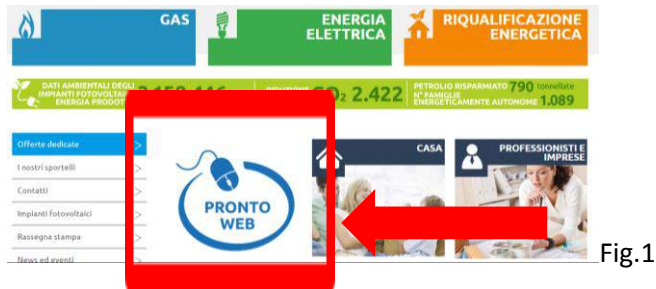 GAS
ENERGIA
ELETTRICA
RIQUALIFICAZIONE
ENERGETICA
DATI AMBIENTALI DEGLI
IMPIANTI FOTOVOLTAICI
ENERGIA PRODOTTA
CO2 2.422
PETROLIO RISPARMIATO 790 tonnellate
N° FAMIGLIE
ENERGETICAMENTE AUTONOME 1.089
Offerte dedicate >
I nostri sportelli >
Contatti >
Impianti fotovoltaici >
Rassegna stampa >
News ed eventi >
PRONTO
WEB
CASA
PROFESSIONISTI E
IMPRESE
Fig.1